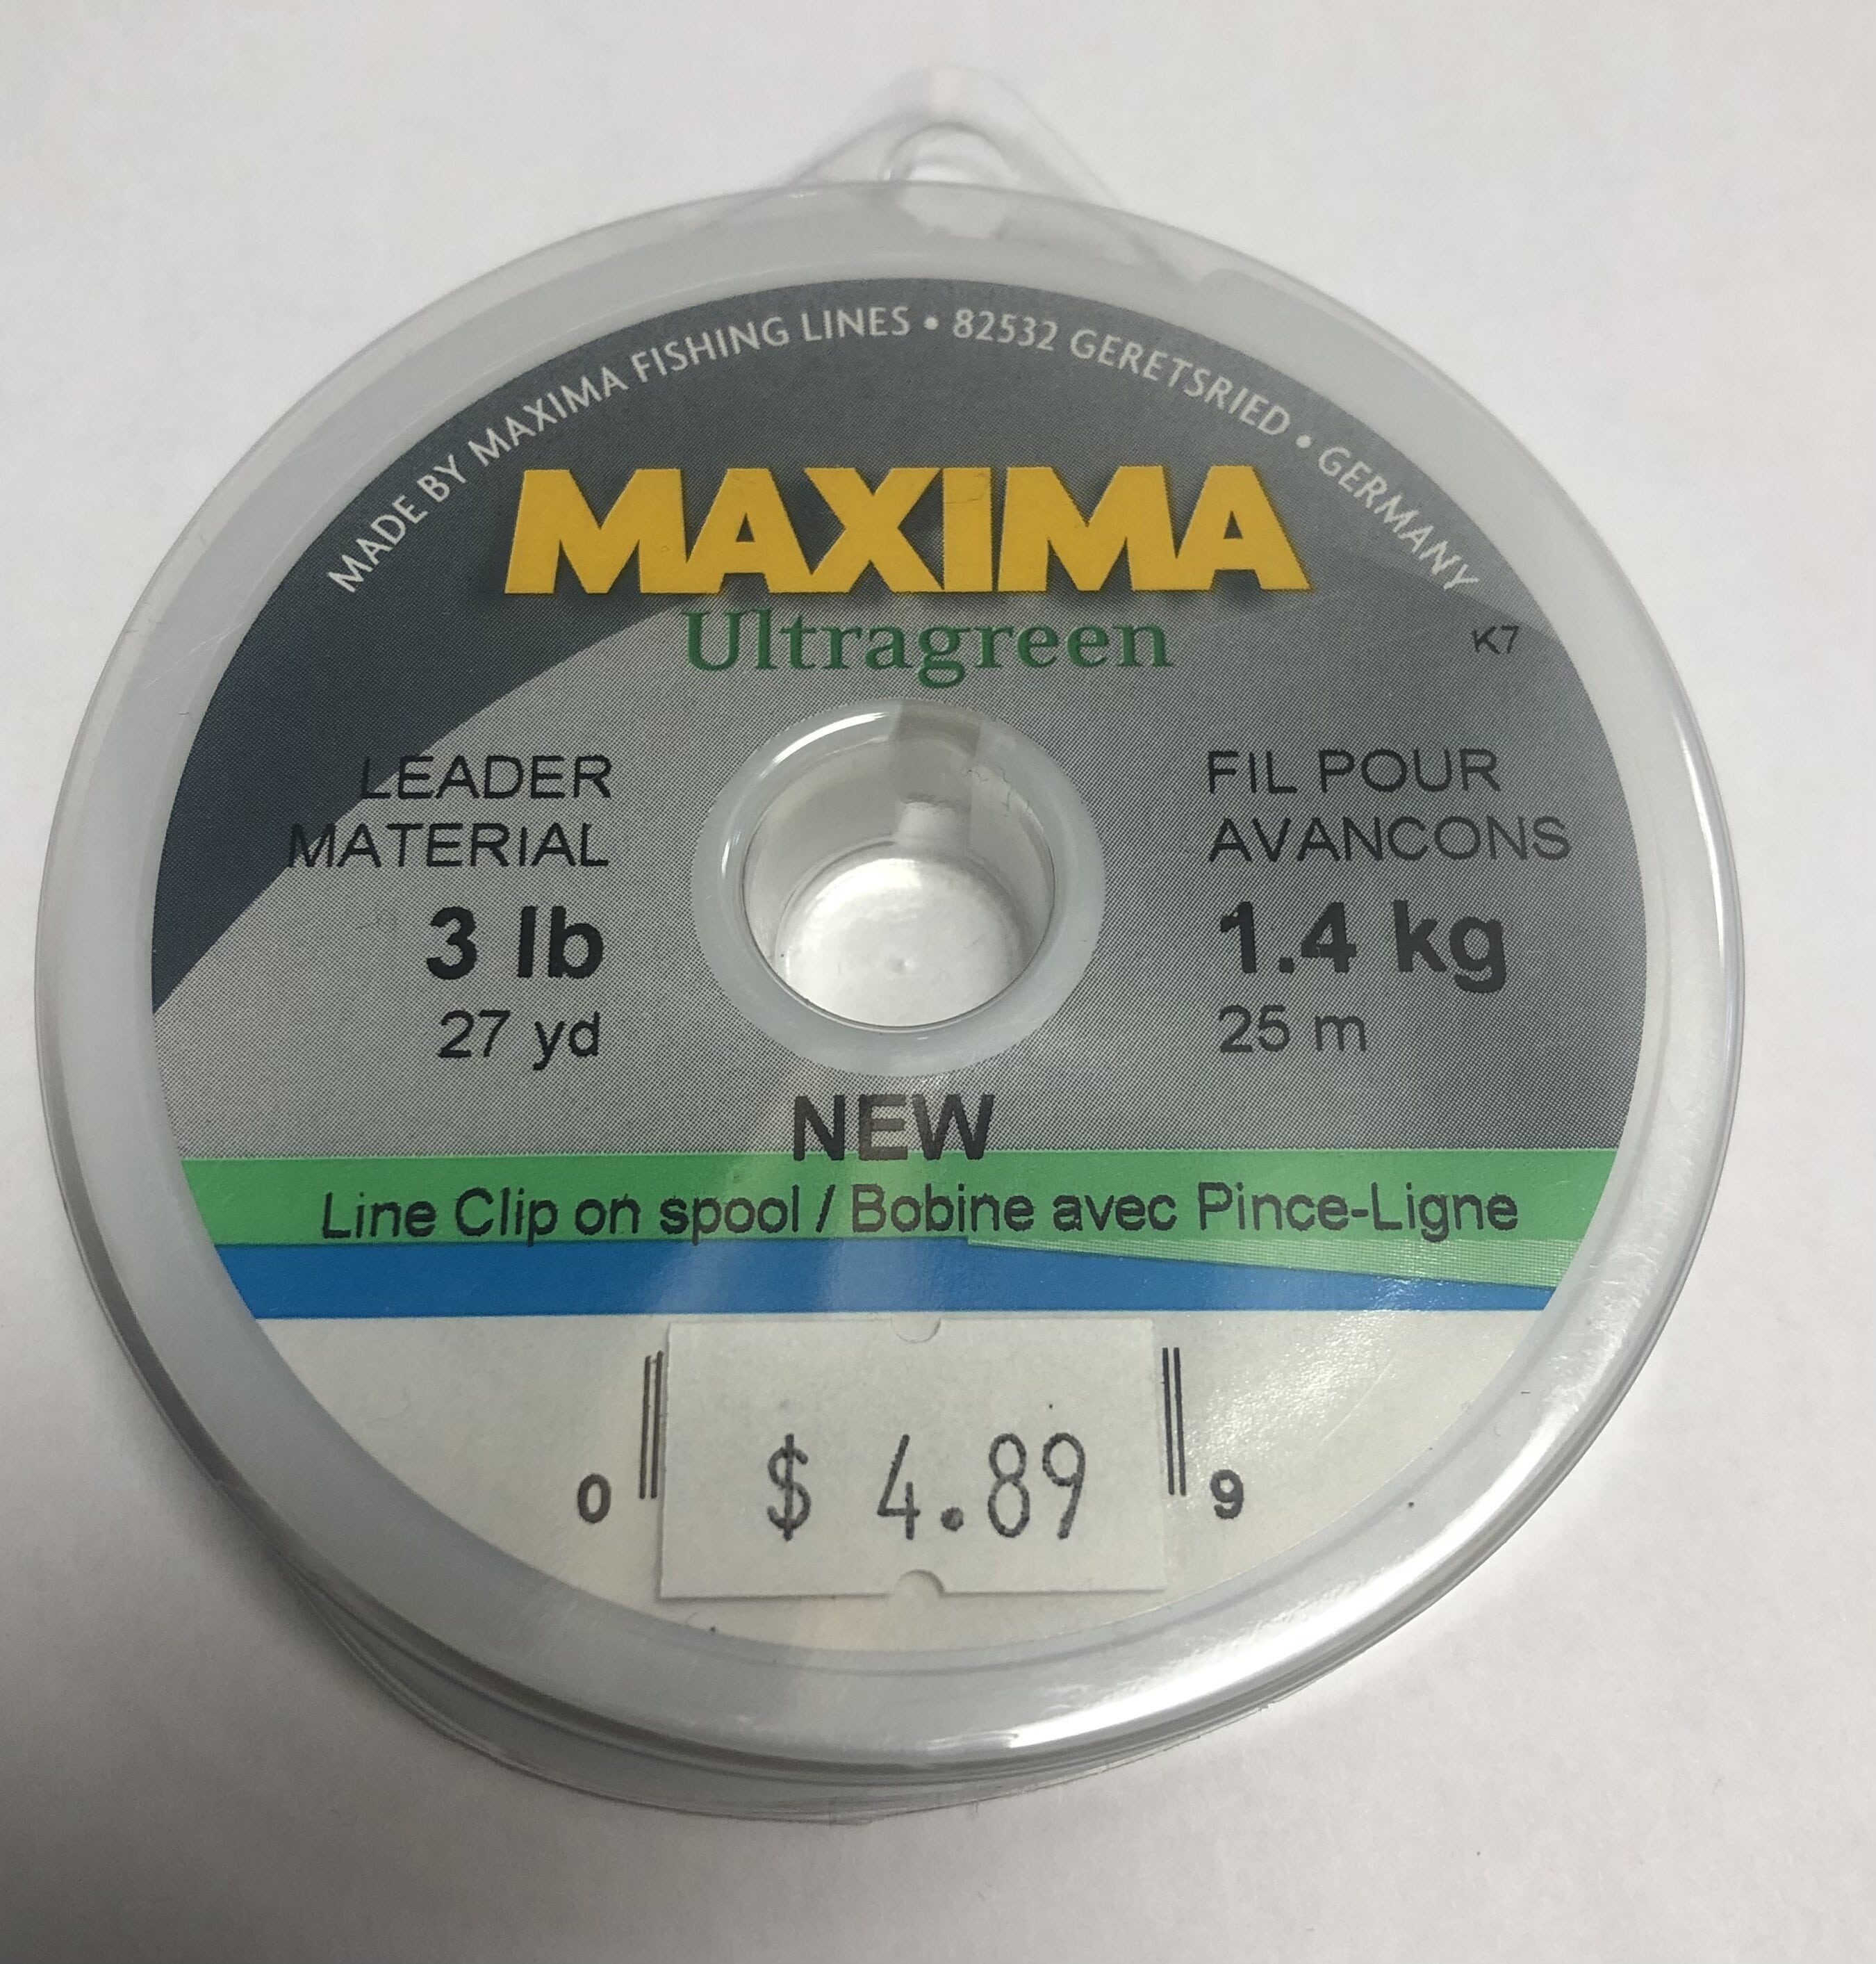 MADE BY MAXIMA FISHING LINES • 82532 GERETSRIED • GERMANY
MAXIMA
Ultragreen
K7
LEADER
MATERIAL
3 lb
27 yd
FIL POUR
AVANCONS
1.4 kg
25 m
NEW
Line Clip on spool / Bobine avec Pince-Ligne
0
$ 4.89
9